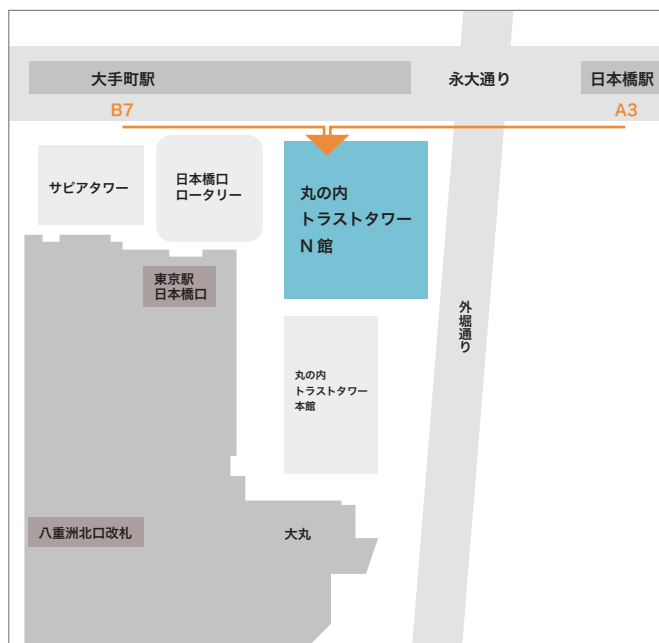 大手町駅
永大通り
日本橋駅
B7
A3
サピアタワー
日本橋口
ロータリー
丸の内
トラストタワー
N 館
東京駅
日本橋口
外堀通り
丸の内
トラストタワー
本館
八重洲北口改札
大丸